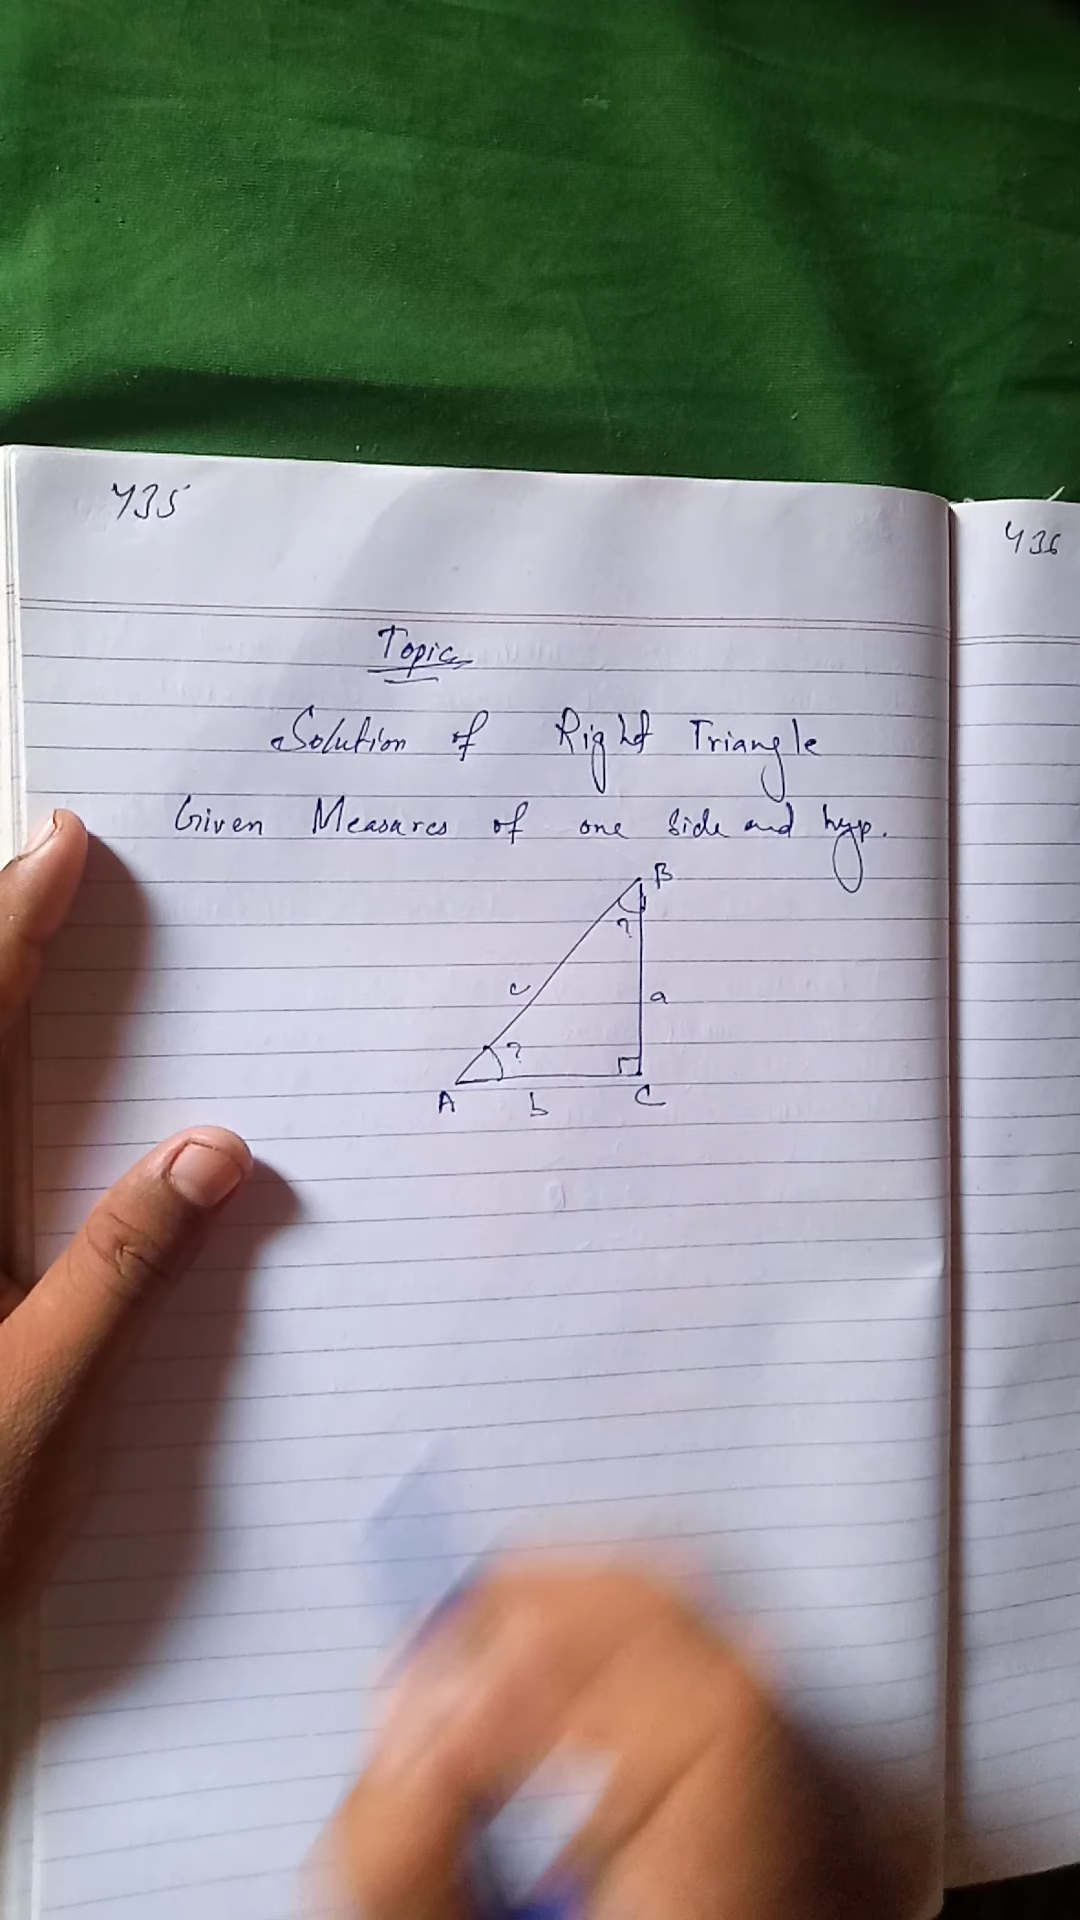 435
436
Topic
Solution of Right Triangle
Given Measures of one side and hyp.
B
?
c
a
?
A
b
C